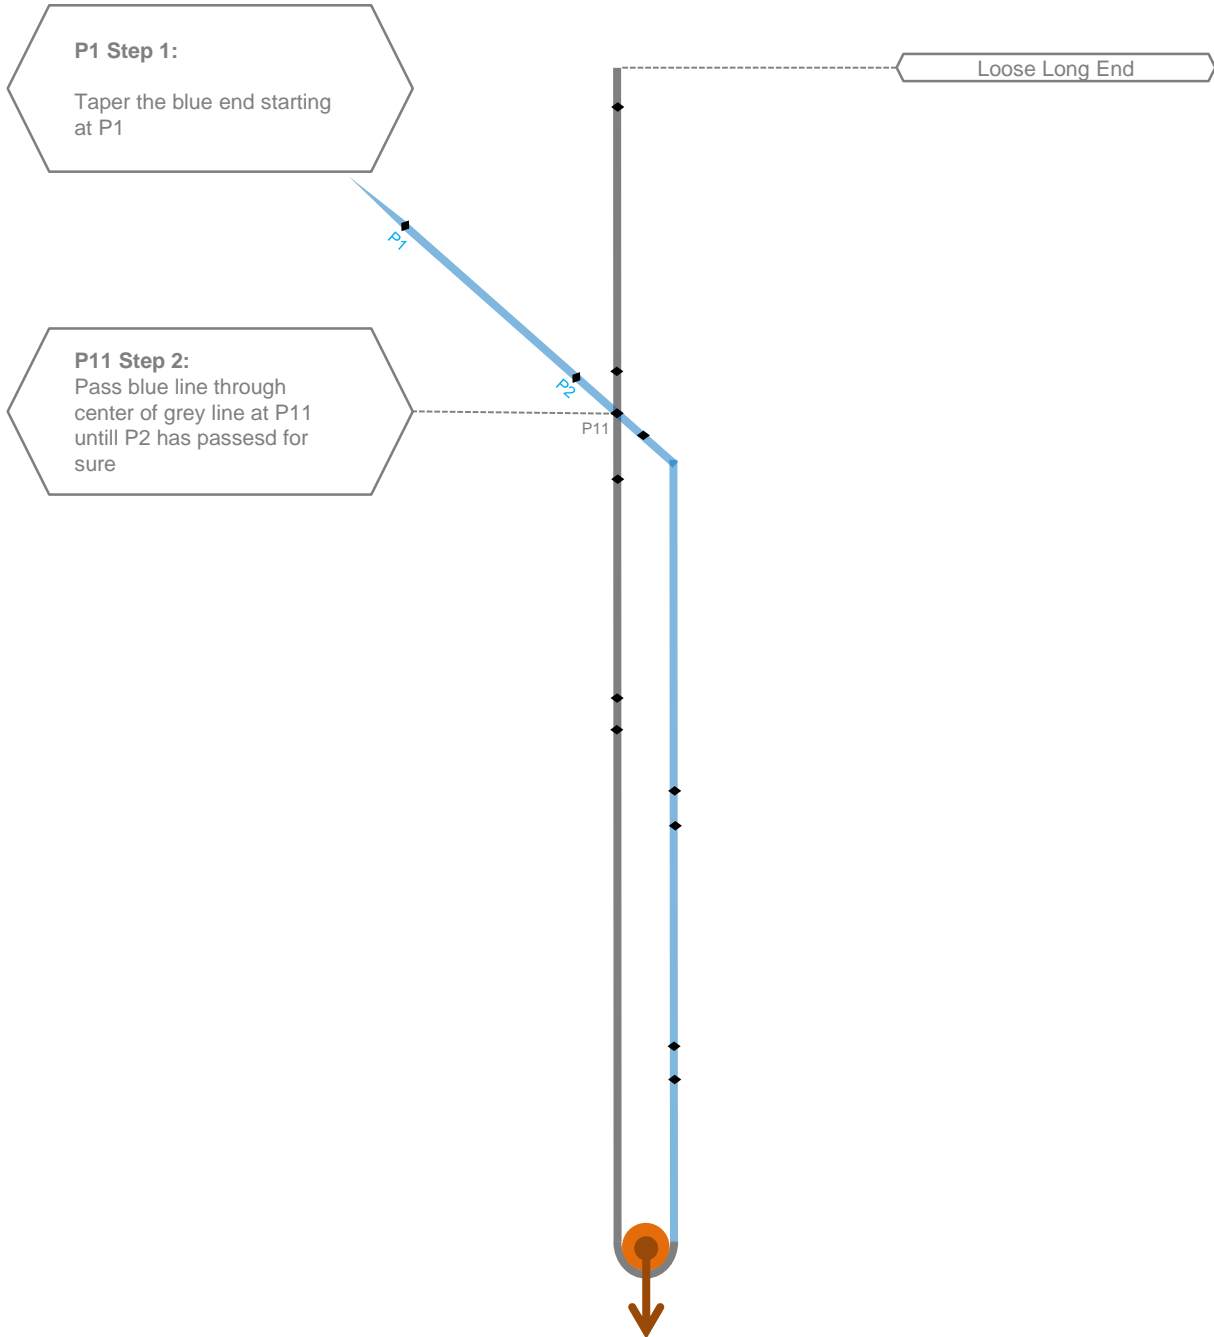 P1 Step 1:
Taper the blue end starting
at P1
Loose Long End
P1
P11 Step 2:
Pass blue line through
center of grey line at P11
untill P2 has passesd for
sure
P2
P11